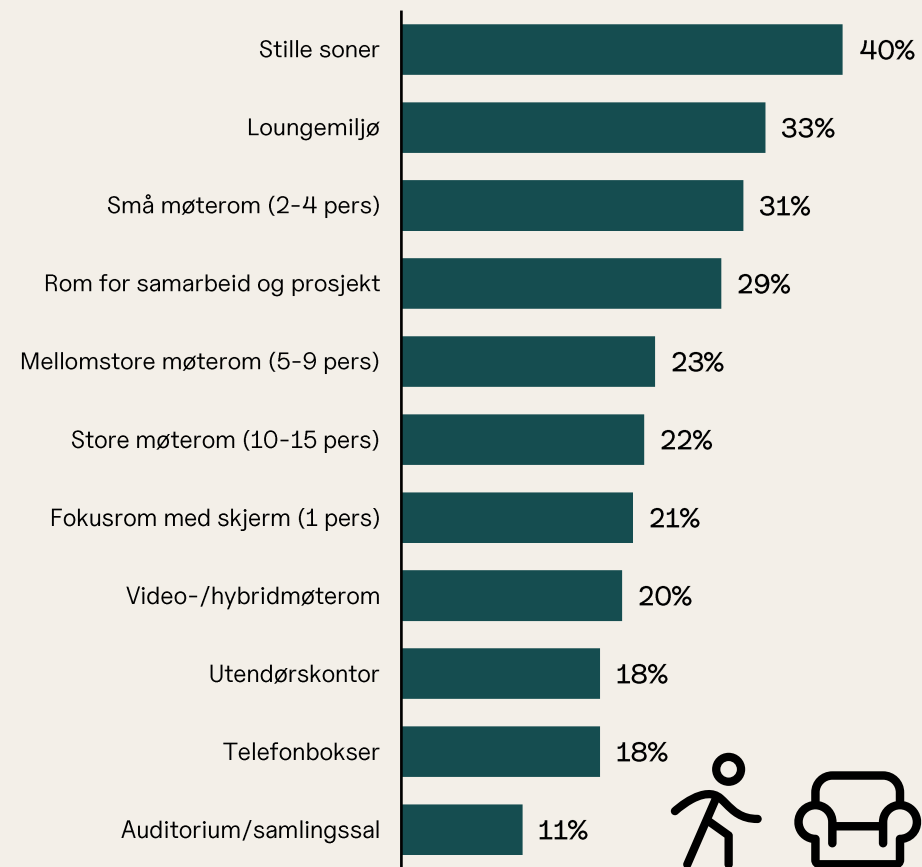 Stille soner 40%
Loungemiljø 33%
Små møterom (2-4 pers) 31%
Rom for samarbeid og prosjekt 29%
Mellomstore møterom (5-9 pers) 23%
Store møterom (10-15 pers) 22%
Fokusrom med skjerm (1 pers) 21%
Video-/hybridmøterom 20%
Utendørskontor 18%
Telefonbokser 18%
Auditorium/samlingssal 11%